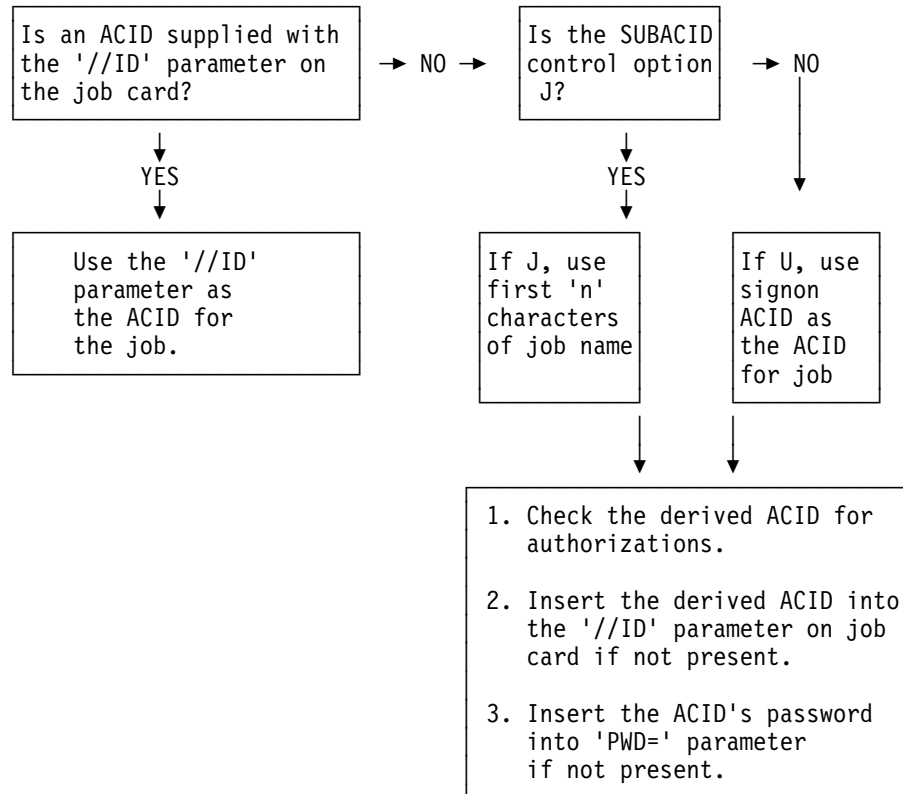 Is an ACID supplied with
the '//ID' parameter on
the job card?
NO
Is the SUBACID
control option
J?
NO
YES
YES
Use the '//ID'
parameter as
the ACID for
the job.
If J, use
first 'n'
characters
of job name
If U, use
signon
ACID as
the ACID
for job
1. Check the derived ACID for
authorizations.
2. Insert the derived ACID into
the '//ID' parameter on job
card if not present.
3. Insert the ACID's password
into 'PWD=' parameter
if not present.